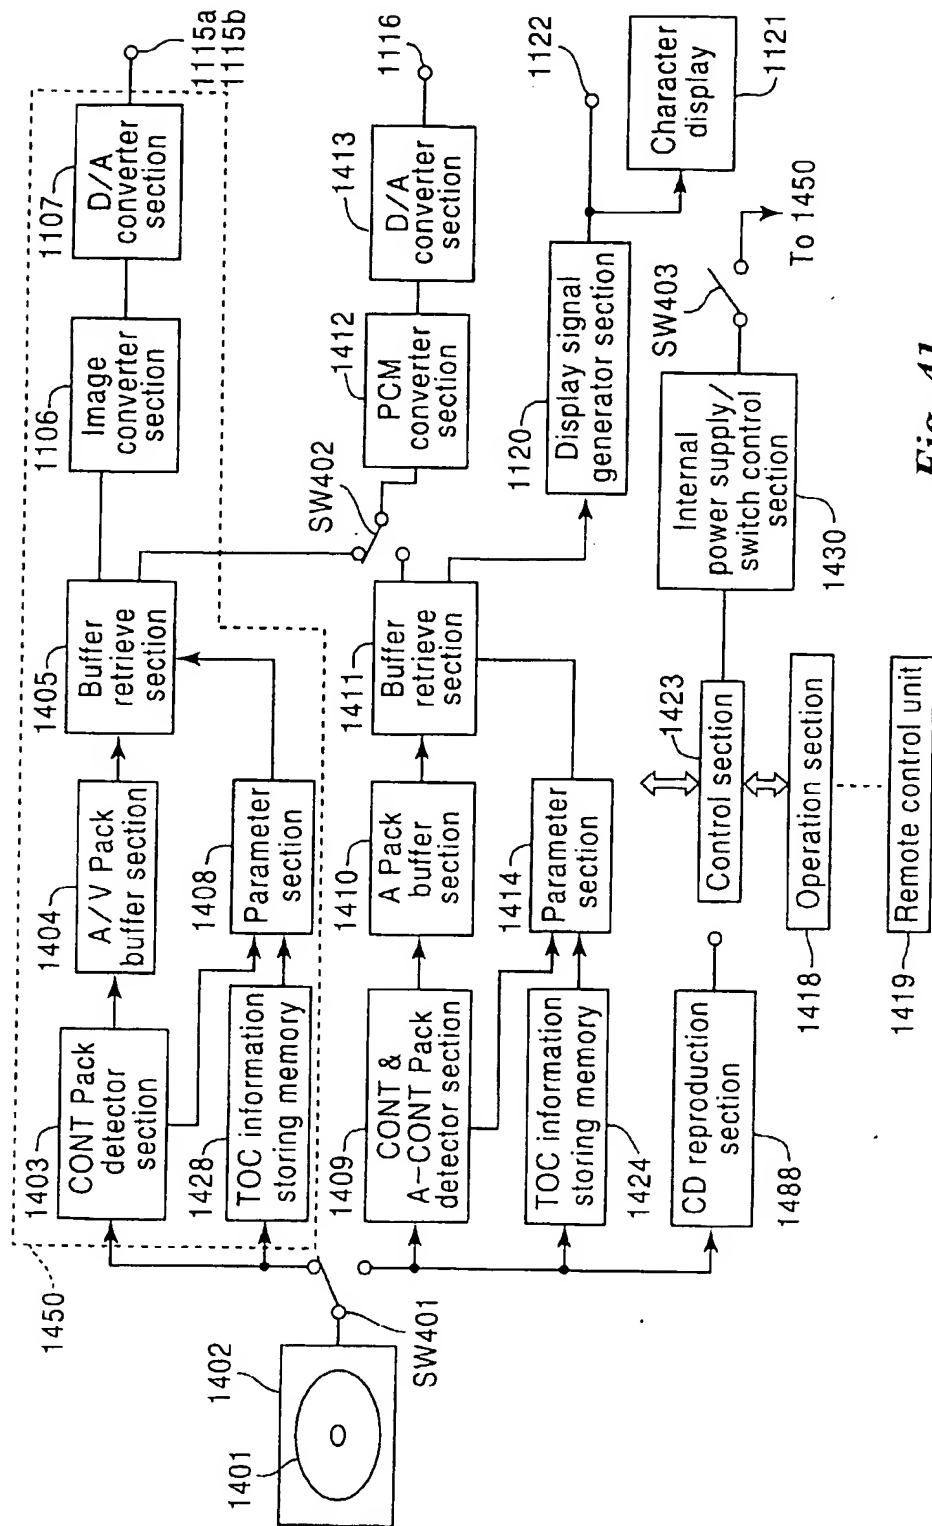 1115a
1115b
1107
D/A
converter
section
1106
Image
converter
section
1405
Buffer
retrieve
section
1404
A/V Pack
buffer section
1403
CONT Pack
detector
section
1408
Parameter
section
1428
TOC information
storing memory
1450
1402
1401
SW401
1116
1413
D/A
converter
section
1412
PCM
converter
section
SW402
1411
Buffer
retrieve
section
1410
A Pack
buffer
section
1409
CONT &
A-CONT Pack
detector section
1414
Parameter
section
TOC information
storing memory
1424
CD reproduction
section
1488
1122
Character
display
1121
1120
Display signal
generator section
To 1450
SW403
Internal
power supply/
switch control
section
1430
1423
Control section
Operation section
1418
Remote control unit
1419